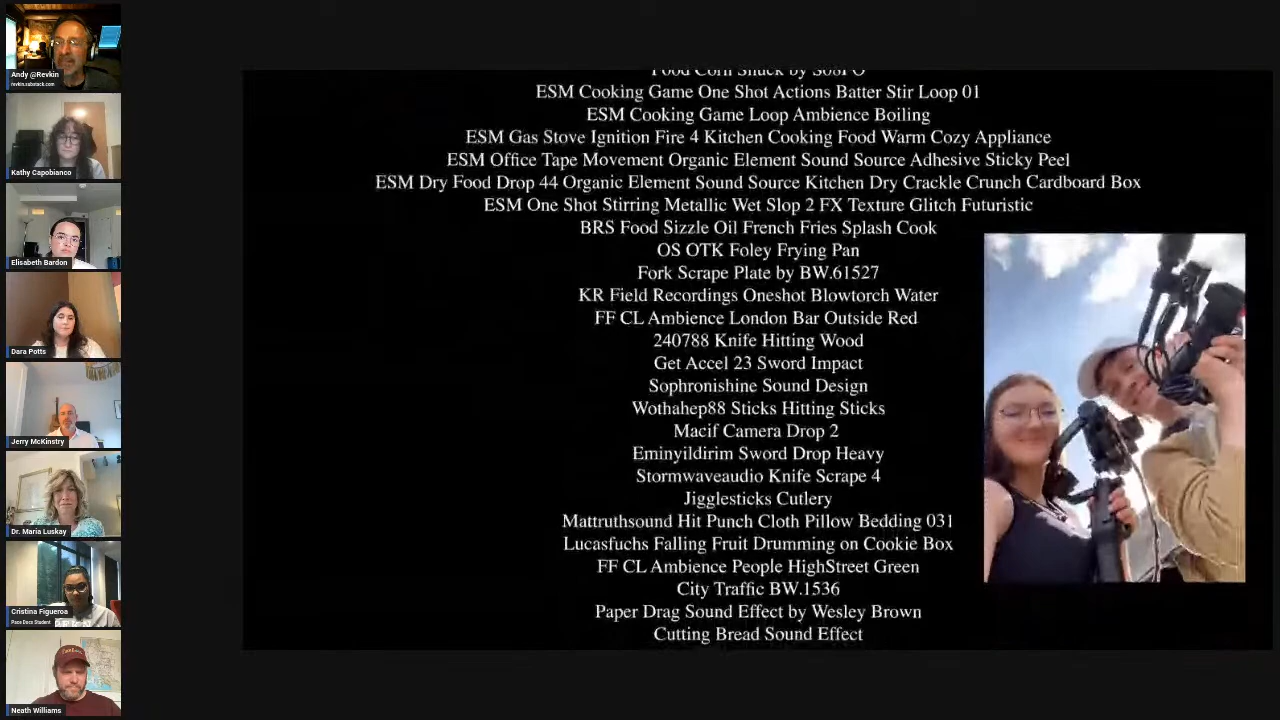 Andy @Revkin
revkin.substack.com
Kathy Capobianco
Elisabeth Bardon
Dara Potts
Jerry McKinstry
Dr. Maria Luskay
Cristina Figueroa
Pace Docs Student
Neath Williams
Food Corn Shuck by
ESM Cooking Game One Shot Actions Batter Stir Loop 01
ESM Cooking Game Loop Ambience Boiling
ESM Gas Stove Ignition Fire 4 Kitchen Cooking Food Warm Cozy Appliance
ESM Office Tape Movement Organic Element Sound Source Adhesive Sticky Peel
ESM Dry Food Drop 44 Organic Element Sound Source Kitchen Dry Crackle Crunch Cardboard Box
ESM One Shot Stirring Metallic Wet Slop 2 FX Texture Glitch Futuristic
BRS Food Sizzle Oil French Fries Splash Cook
OS OTK Foley Frying Pan
Fork Scrape Plate by BW.61527
KR Field Recordings Oneshot Blowtorch Water
FF CL Ambience London Bar Outside Red
240788 Knife Hitting Wood
Get Accel 23 Sword Impact
Sophronishine Sound Design
Wothahep88 Sticks Hitting Sticks
Macif Camera Drop 2
Eminyildirim Sword Drop Heavy
Stormwaveaudio Knife Scrape 4
Jigglesticks Cutlery
Mattruthsound Hit Punch Cloth Pillow Bedding 031
Lucasfuchs Falling Fruit Drumming on Cookie Box
FF CL Ambience People HighStreet Green
City Traffic BW.1536
Paper Drag Sound Effect by Wesley Brown
Cutting Bread Sound Effect